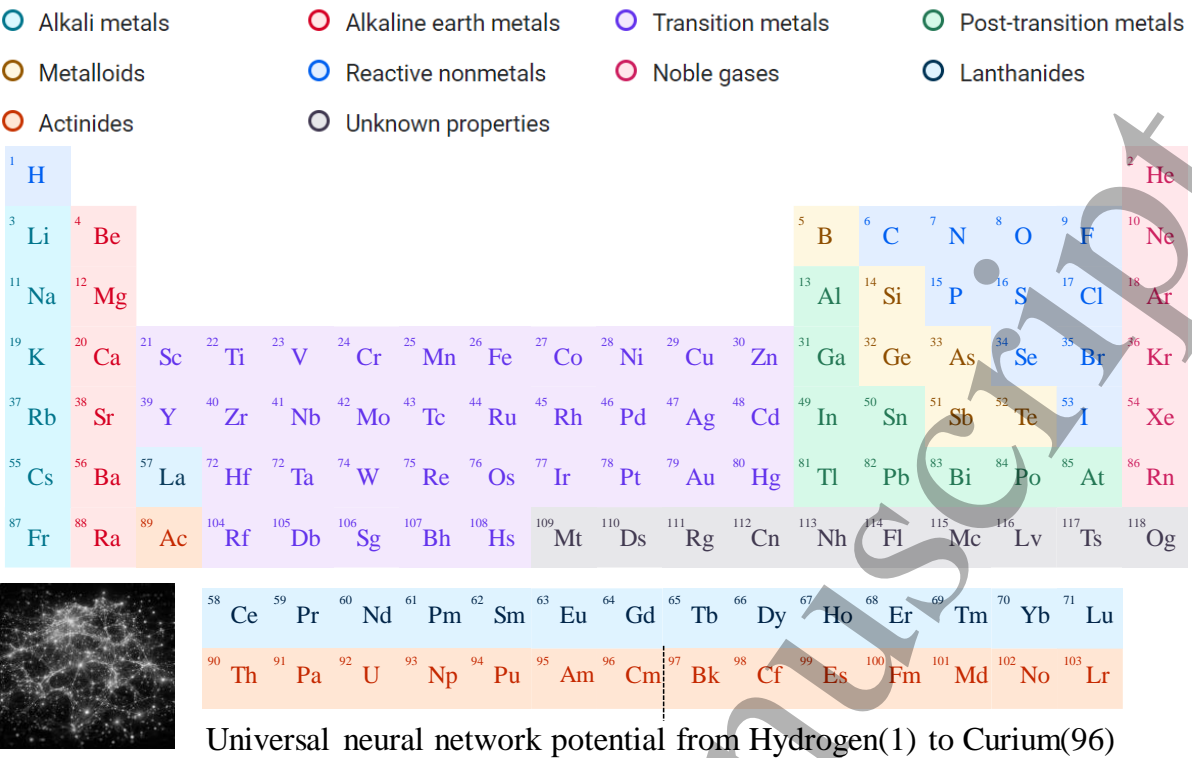 Alkali metals Alkaline earth metals Transition metals Post-transition metals
Metalloids Reactive nonmetals Noble gases Lanthanides
Actinides Unknown properties
1 H 2 He
3 Li 4 Be 5 B 6 C 7 N 8 O 9 F 10 Ne
11 Na 12 Mg 13 Al 14 Si 15 P 16 S 17 Cl 18 Ar
19 K 20 Ca 21 Sc 22 Ti 23 V 24 Cr 25 Mn 26 Fe 27 Co 28 Ni 29 Cu 30 Zn 31 Ga 32 Ge 33 As 34 Se 35 Br 36 Kr
37 Rb 38 Sr 39 Y 40 Zr 41 Nb 42 Mo 43 Tc 44 Ru 45 Rh 46 Pd 47 Ag 48 Cd 49 In 50 Sn 51 Sb 52 Te 53 I 54 Xe
55 Cs 56 Ba 57 La 72 Hf 72 Ta 74 W 75 Re 76 Os 77 Ir 78 Pt 79 Au 80 Hg 81 Tl 82 Pb 83 Bi 84 Po 85 At 86 Rn
87 Fr 88 Ra 89 Ac 104 Rf 105 Db 106 Sg 107 Bh 108 Hs 109 Mt 110 Ds 111 Rg 112 Cn 113 Nh 114 Fl 115 Mc 116 Lv 117 Ts 118 Og
58 Ce 59 Pr 60 Nd 61 Pm 62 Sm 63 Eu 64 Gd 65 Tb 66 Dy 67 Ho 68 Er 69 Tm 70 Yb 71 Lu
90 Th 91 Pa 92 U 93 Np 94 Pu 95 Am 96 Cm 97 Bk 98 Cf 99 Es 100 Fm 101 Md 102 No 103 Lr
Universal neural network potential from Hydrogen(1) to Curium(96)
nuscript